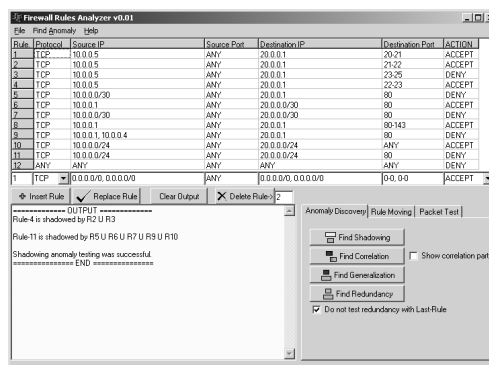 Firewall Rules Analyzer v0.01
File Find Anomaly Help
Rule. Protocol Source IP Source Port Destination IP Destination Port ACTION
1 TCP 10.0.0.5 ANY 20.0.0.1 20-21 ACCEPT
2 TCP 10.0.0.5 ANY 20.0.0.1 21-22 ACCEPT
3 TCP 10.0.0.5 ANY 20.0.0.1 23-25 DENY
4 TCP 10.0.0.5 ANY 20.0.0.1 22-23 ACCEPT
5 TCP 10.0.0.0/30 ANY 20.0.0.1 80 DENY
6 TCP 10.0.0.1 ANY 20.0.0.0/30 80 ACCEPT
7 TCP 10.0.0.0/30 ANY 20.0.0.0/30 80 DENY
8 TCP 10.0.0.1 ANY 20.0.0.1 80-143 ACCEPT
9 TCP 10.0.0.1, 10.0.0.4 ANY 20.0.0.1 80 DENY
10 TCP 10.0.0.0/24 ANY 20.0.0.0/24 ANY ACCEPT
11 TCP 10.0.0.0/24 ANY 20.0.0.0/24 80 DENY
12 ANY ANY ANY ANY ANY DENY
1 TCP 0.0.0.0/0, 0.0.0.0/0 ANY 0.0.0.0/0, 0.0.0.0/0 0-0, 0-0 ACCEPT
Insert Rule Replace Rule Clear Output Delete Rule-> 2
============= OUTPUT =============
Rule-4 is shadowed by R2 U R3
Rule-11 is shadowed by R5 U R6 U R7 U R9 U R10
Shadowing anomaly testing was successful.
============== END ===============
Anomaly Discovery Rule Moving Packet Test
Find Shadowing
Find Correlation Show correlation part
Find Generalization
Find Redundancy
Do not test redundancy with Last-Rule